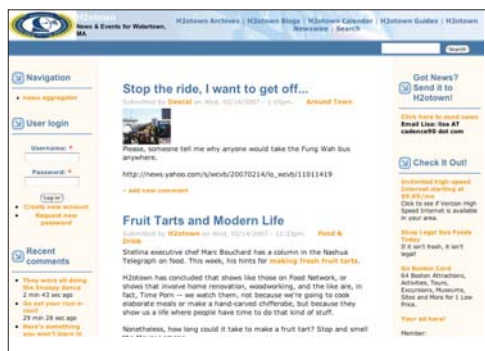 H2otown
News & Events for Watertown,
MA
H2otown Archives | H2otown Blogs | H2otown Calendar | H2otown Guides | H2otown
Newswire | Search
Search
Navigation
news aggregator
User login
Username: *
Password: *
Log in
Create new account
Request new
password
Recent
comments
They were all doing
the trumpy dance
2 min 43 sec ago
29 min 28 sec ago
Here's something
you won't learn in
Stop the ride, I want to get off...
Submitted by Descal on Wed, 02/14/2007 - 1:05pm. Around Town
Please, someone tell me why anyone would take the Fung Wah bus
anywhere.
http://news.yahoo.com/s/wcvb/20070214/lo_wcvb/11011419
add new comment
Fruit Tarts and Modern Life
Submitted by H2otown on Wed, 02/14/2007 - 12:23pm. Food &
Drink
Stellina executive chef Marc Bouchard has a column in the Nashua
Telegraph on food. This week, his hints for making fresh fruit tarts.
H2otown has concluded that shows like those on Food Network, or
shows that involve home renovation, woodworking, and the like are, in
fact, Time Porn — we watch them, not because we're going to cook
elaborate meals or make a hand-carved chifferobe, but because they
show us a life where people have time to do that kind of stuff.
Nonetheless, how long could it take to make a fruit tart? Stop and smell
Got News?
Send it to
H2otown!
Click here to send news
Email Lisa: lisa AT
cadence90 dot com
Check It Out!
Unlimited high-speed
Internet starting at
Click to see if Verizon High
Speed Internet is available
in your area.
Shop Legal Sea Foods
Today
If it isn't fresh, it isn't
legal!
Go Boston Card
64 Boston Attractions,
Activities, Tours,
Excursions, Museums,
Sites and More for 1 Low
Price.
Your ad here!
Member: